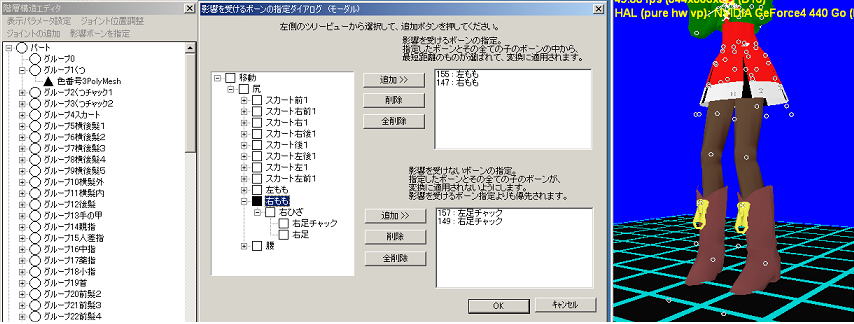 階層構造エディタ
表示パラメータ設定 ジョイント位置調整
ジョイントの追加 影響ボーンを指定
パート
グループ0
グループ1くつ
色番号3PolyMesh
グループ2くつチャック1
グループ3くつチャック2
グループ4スカート
グループ5横後髪1
グループ6横後髪2
グループ7横後髪3
グループ8横後髪4
グループ9横後髪5
グループ10横髪外
グループ11横髪内
グループ12後髪
グループ13手の甲
グループ14親指
グループ15人差指
グループ16中指
グループ17薬指
グループ18小指
グループ19首
グループ20前髪2
グループ21前髪3
グループ22前髪4
影響を受けるボーンの指定ダイアログ (モーダル)
左側のツリービューから選択して、追加ボタンを押してください。
移動
尻
スカート前1
スカート右前1
スカート右1
スカート右後1
スカート後1
スカート左後1
スカート左1
スカート左前1
左もも
右もも
右ひざ
右足チャック
右足
腰
影響を受けるボーンの指定。
指定したボーンとその全ての子のボーンの中から、
最短距離のものが選ばれて、変換に適用されます。
追加 >>
削除
全削除
155 : 左もも
147 : 右もも
影響を受けないボーンの指定。
指定したボーンとその全ての子のボーンが、
変換に適用されないようにします。
影響を受けるボーン指定よりも優先されます。
追加 >>
削除
全削除
157 : 左足チャック
149 : 右足チャック
OK
キャンセル
HAL (pure hw vp): NVIDIA GeForce4 440 Go